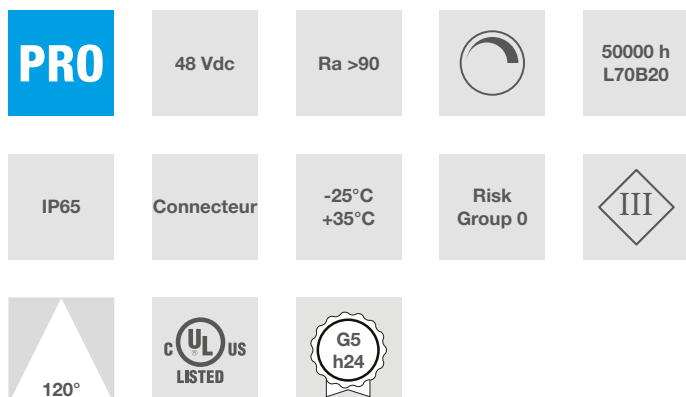 PRO
48 Vdc
Ra >90
50000 h
L70B20
IP65
Connecteur
-25°C
+35°C
Risk
Group 0
III
120°
C UL US
®
LISTED
G5
h24